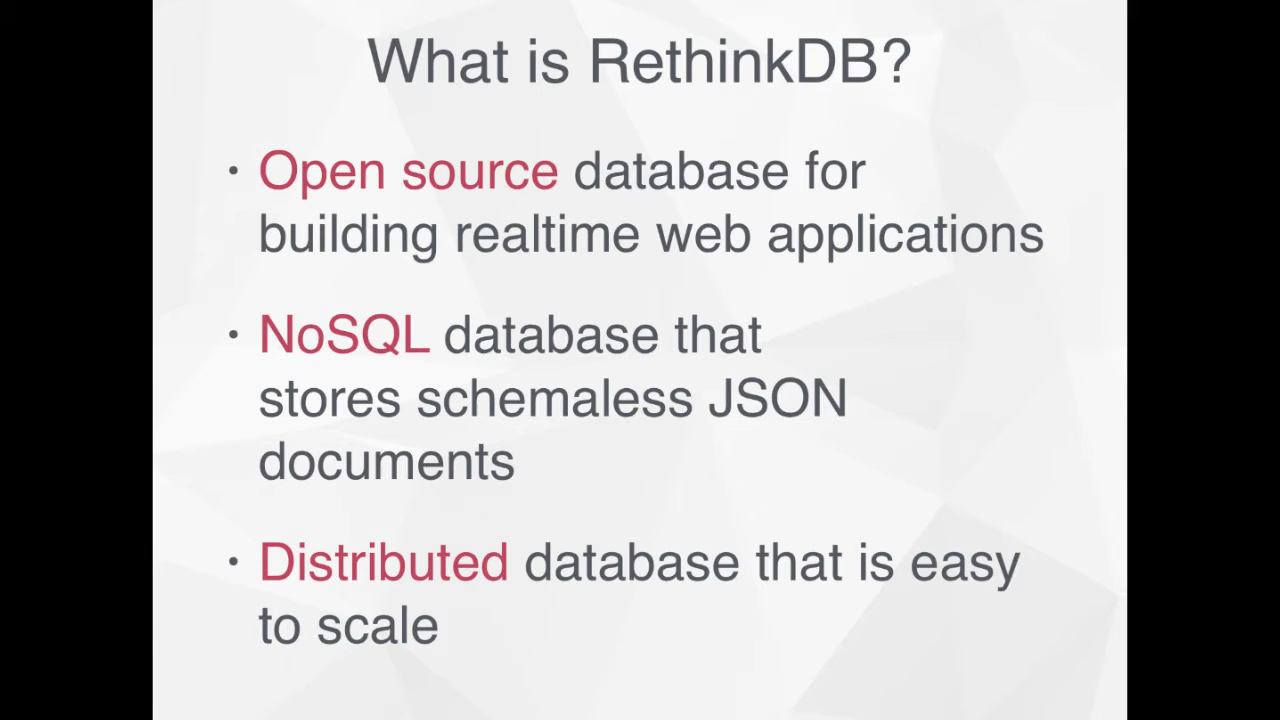 What is RethinkDB?
• Open source database for
building realtime web applications
• NoSQL database that
stores schemaless JSON
documents
• Distributed database that is easy
to scale